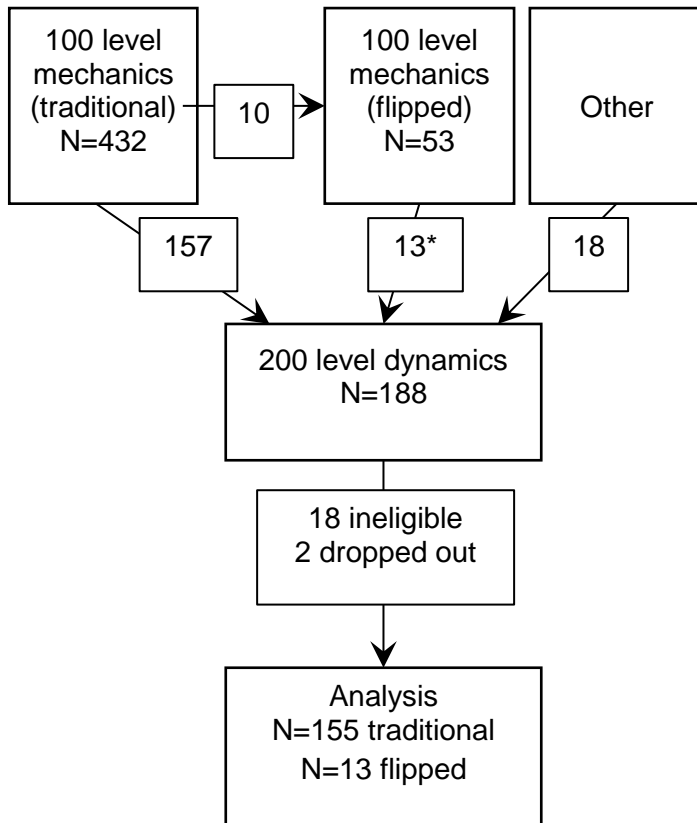 100 level
mechanics
(traditional)
N=432
10
100 level
mechanics
(flipped)
N=53
Other
157
13*
18
200 level dynamics
N=188
18 ineligible
2 dropped out
Analysis
N=155 traditional
N=13 flipped